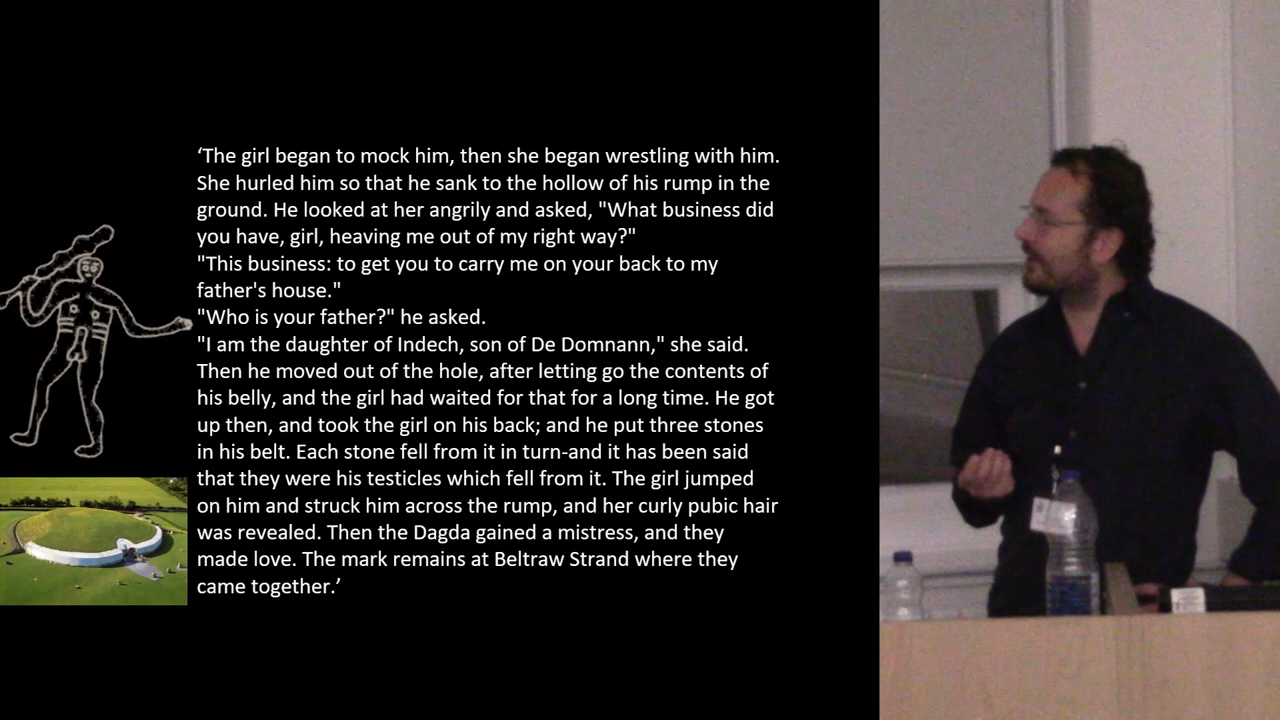 ‘The girl began to mock him, then she began wrestling with him.
She hurled him so that he sank to the hollow of his rump in the
ground. He looked at her angrily and asked, "What business did
you have, girl, heaving me out of my right way?"
"This business: to get you to carry me on your back to my
father's house."
"Who is your father?" he asked.
"I am the daughter of Indech, son of De Domnann," she said.
Then he moved out of the hole, after letting go the contents of
his belly, and the girl had waited for that for a long time. He got
up then, and took the girl on his back; and he put three stones
in his belt. Each stone fell from it in turn-and it has been said
that they were his testicles which fell from it. The girl jumped
on him and struck him across the rump, and her curly pubic hair
was revealed. Then the Dagda gained a mistress, and they
made love. The mark remains at Beltraw Strand where they
came together.’